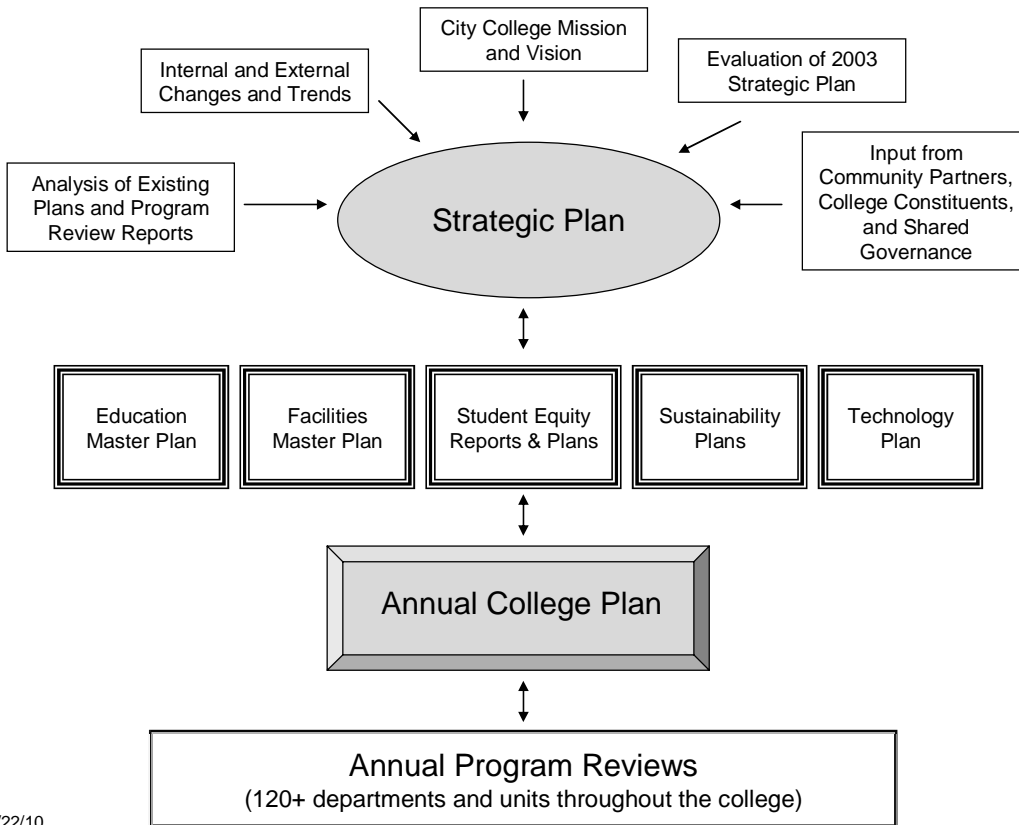 City College Mission
and Vision
Internal and External
Changes and Trends
Evaluation of 2003
Strategic Plan
Analysis of Existing
Plans and Program
Review Reports
Strategic Plan
Input from
Community Partners,
College Constituents,
and Shared
Governance
Education
Master Plan
Facilities
Master Plan
Student Equity
Reports & Plans
Sustainability
Plans
Technology
Plan
Annual College Plan
Annual Program Reviews
(120+ departments and units throughout the college)
/22/10